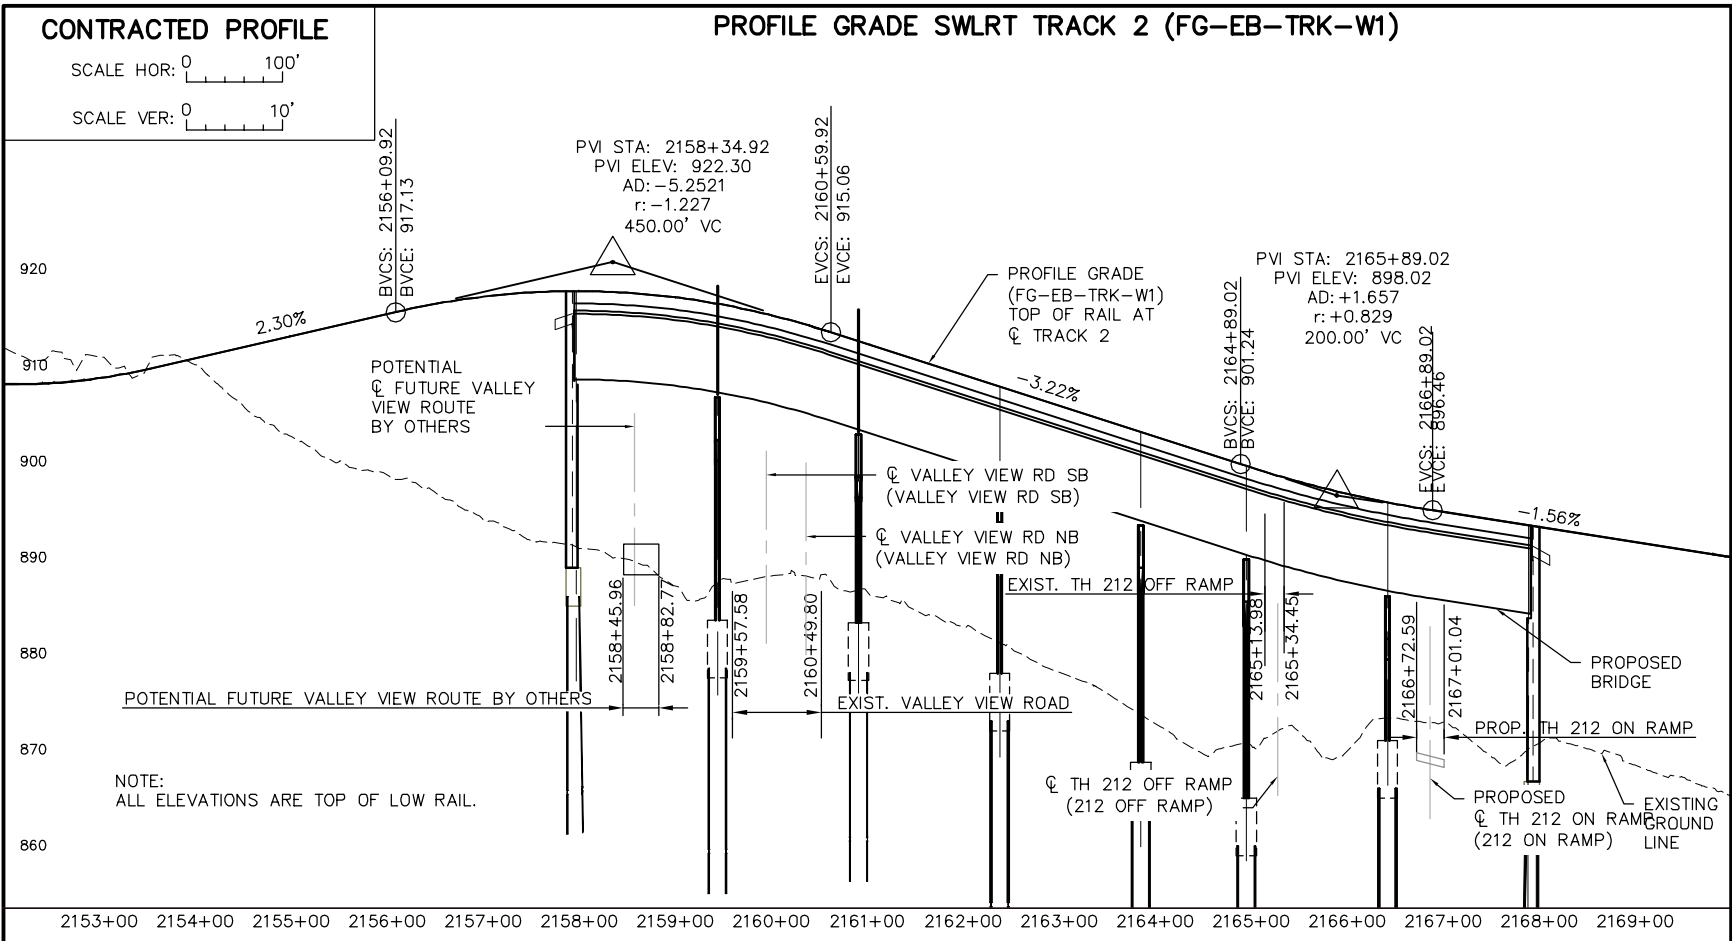 CONTRACTED PROFILE
SCALE HOR: 0 100'
SCALE VER: 0 10'
PROFILE GRADE SWLRT TRACK 2 (FG-EB-TRK-W1)
BVCS: 2156+09.92
BVCE: 917.13
PVI STA: 2158+34.92
PVI ELEV: 922.30
AD: -5.2521
r: -1.227
450.00' VC
EVCS: 2160+59.92
EVCE: 915.06
PROFILE GRADE
(FG-EB-TRK-W1)
TOP OF RAIL AT
℄ TRACK 2
PVI STA: 2165+89.02
PVI ELEV: 898.02
AD: +1.657
r: +0.829
200.00' VC
BVCS: 2164+89.02
BVCE: 901.24
EVCS: 2166+89.02
EVCE: 896.46
2.30%
-3.22%
-1.56%
920
910
900
890
880
870
860
POTENTIAL
℄ FUTURE VALLEY
VIEW ROUTE
BY OTHERS
℄ VALLEY VIEW RD SB
(VALLEY VIEW RD SB)
℄ VALLEY VIEW RD NB
(VALLEY VIEW RD NB)
EXIST. TH 212 OFF RAMP
2158+45.96
2158+82.77
2159+57.58
2160+49.80
2165+13.98
2165+34.45
2166+72.59
2167+01.04
POTENTIAL FUTURE VALLEY VIEW ROUTE BY OTHERS
EXIST. VALLEY VIEW ROAD
PROPOSED
BRIDGE
PROP. TH 212 ON RAMP
℄ TH 212 OFF RAMP
(212 OFF RAMP)
PROPOSED
℄ TH 212 ON RAMP
(212 ON RAMP)
EXISTING
GROUND
LINE
NOTE:
ALL ELEVATIONS ARE TOP OF LOW RAIL.
2153+00 2154+00 2155+00 2156+00 2157+00 2158+00 2159+00 2160+00 2161+00 2162+00 2163+00 2164+00 2165+00 2166+00 2167+00 2168+00 2169+00